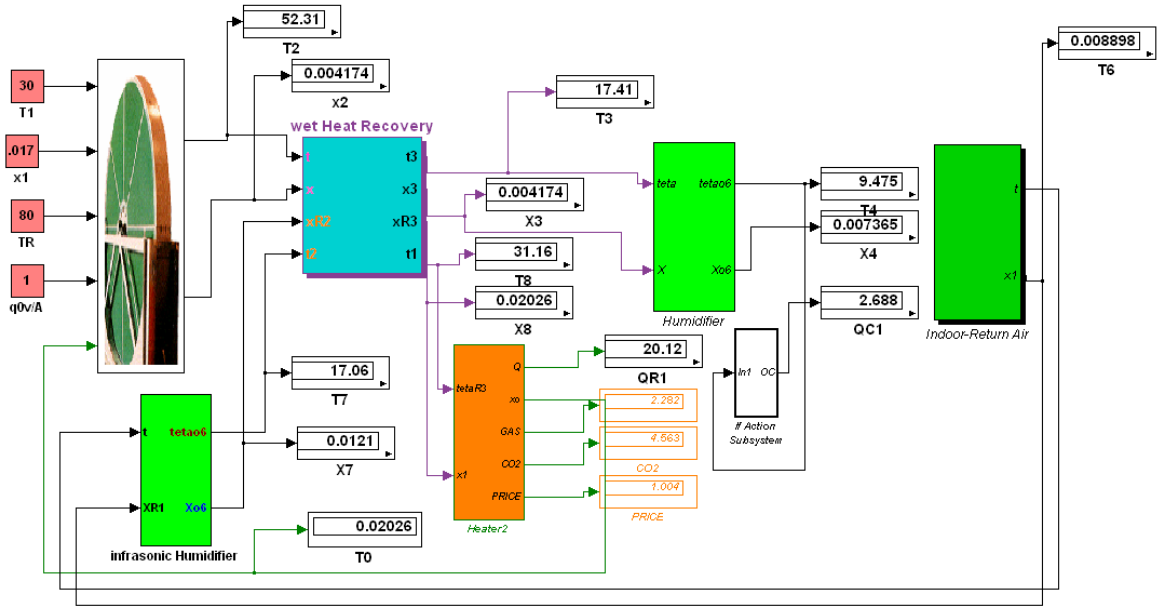 52.31
T2
0.008898
T6
30
T1
0.004174
x2
17.41
T3
.017
x1
wet Heat Recovery
t
x
xR2
t2
t3
x3
xR3
t1
0.004174
X3
teta
X
tetao6
Xo6
Humidifier
9.475
T4
0.007365
X4
t
x1
Indoor-Return Air
80
TR
31.16
T8
1
q0v/A
0.02026
X8
2.688
QC1
20.12
QR1
In1
OC
If Action
Subsystem
tetaR3
x1
Q
xo
GAS
CO2
PRICE
Heater2
2.282
4.563
CO2
1.004
PRICE
17.06
T7
0.0121
X7
t
XR1
tetao6
Xo6
infrasonic Humidifier
0.02026
T0